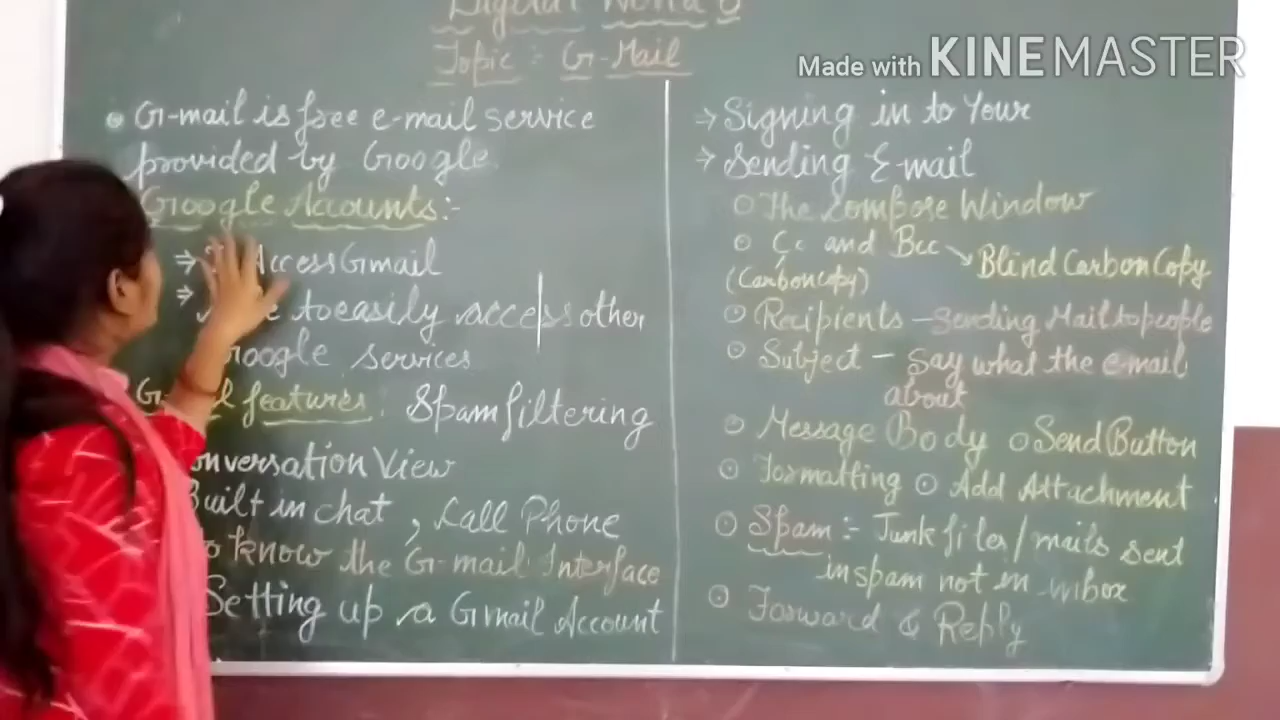 Digital World 6
Topic : G-Mail
Made with KINEMASTER
G-mail is free e-mail service
provided by Google.
Google Accounts:-
⇒ Access Gmail
⇒ to easily access other
Google services
features : Spam filtering
Conversation View
Built in chat , Call Phone
To know the G-mail Interface
Setting up a Gmail Account
→ Signing in to Your
→ Sending E-mail
The Compose Window
Cc and Bcc → Blind Carbon Copy
(Carbon copy)
Recipients - Sending Mail to people
Subject - Say what the e-mail
about
Message Body Send Button
Formatting Add Attachment
Spam :- Junk files/mails sent
in spam not in inbox
Forward & Reply